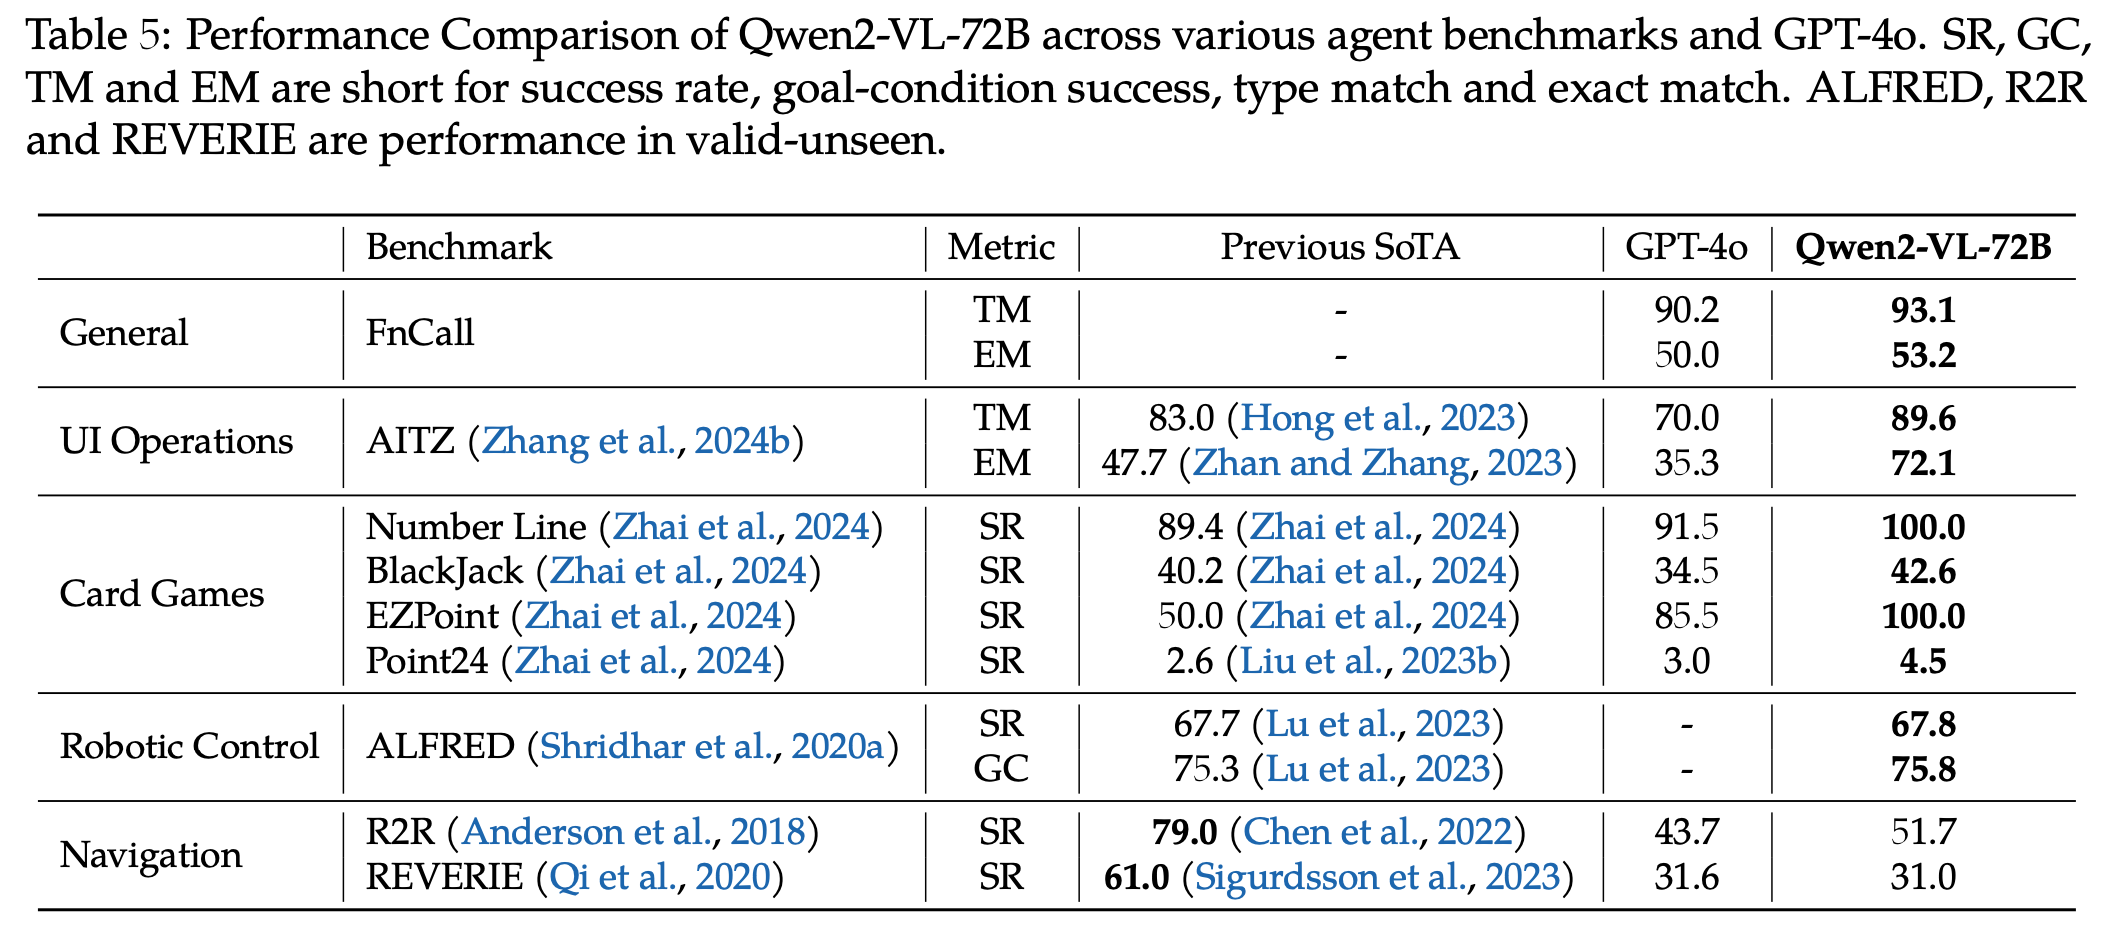 Table 5: Performance Comparison of Qwen2-VL-72B across various agent benchmarks and GPT-4o. SR, GC,
TM and EM are short for success rate, goal-condition success, type match and exact match. ALFRED, R2R
and REVERIE are performance in valid-unseen.
Benchmark Metric Previous SoTA GPT-4o Qwen2-VL-72B
General FnCall TM - 90.2 93.1
EM - 50.0 53.2
UI Operations AITZ (Zhang et al., 2024b) TM 83.0 (Hong et al., 2023) 70.0 89.6
EM 47.7 (Zhan and Zhang, 2023) 35.3 72.1
Card Games Number Line (Zhai et al., 2024) SR 89.4 (Zhai et al., 2024) 91.5 100.0
BlackJack (Zhai et al., 2024) SR 40.2 (Zhai et al., 2024) 34.5 42.6
EZPoint (Zhai et al., 2024) SR 50.0 (Zhai et al., 2024) 85.5 100.0
Point24 (Zhai et al., 2024) SR 2.6 (Liu et al., 2023b) 3.0 4.5
Robotic Control ALFRED (Shridhar et al., 2020a) SR 67.7 (Lu et al., 2023) - 67.8
GC 75.3 (Lu et al., 2023) - 75.8
Navigation R2R (Anderson et al., 2018) SR 79.0 (Chen et al., 2022) 43.7 51.7
REVERIE (Qi et al., 2020) SR 61.0 (Sigurdsson et al., 2023) 31.6 31.0